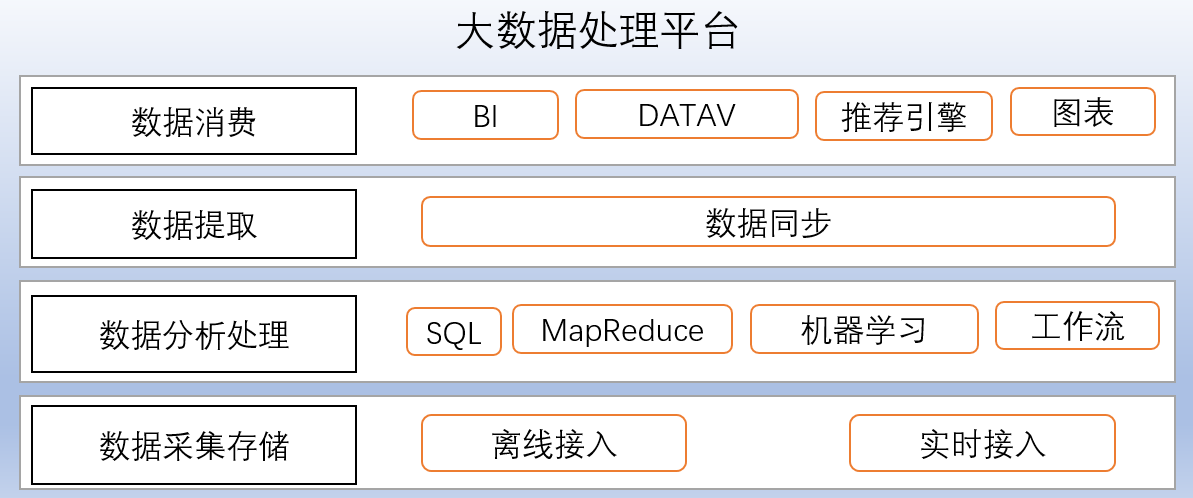 大数据处理平台
数据消费
BI
DATAV
推荐引擎
图表
数据提取
数据同步
数据分析处理
SQL
MapReduce
机器学习
工作流
数据采集存储
离线接入
实时接入